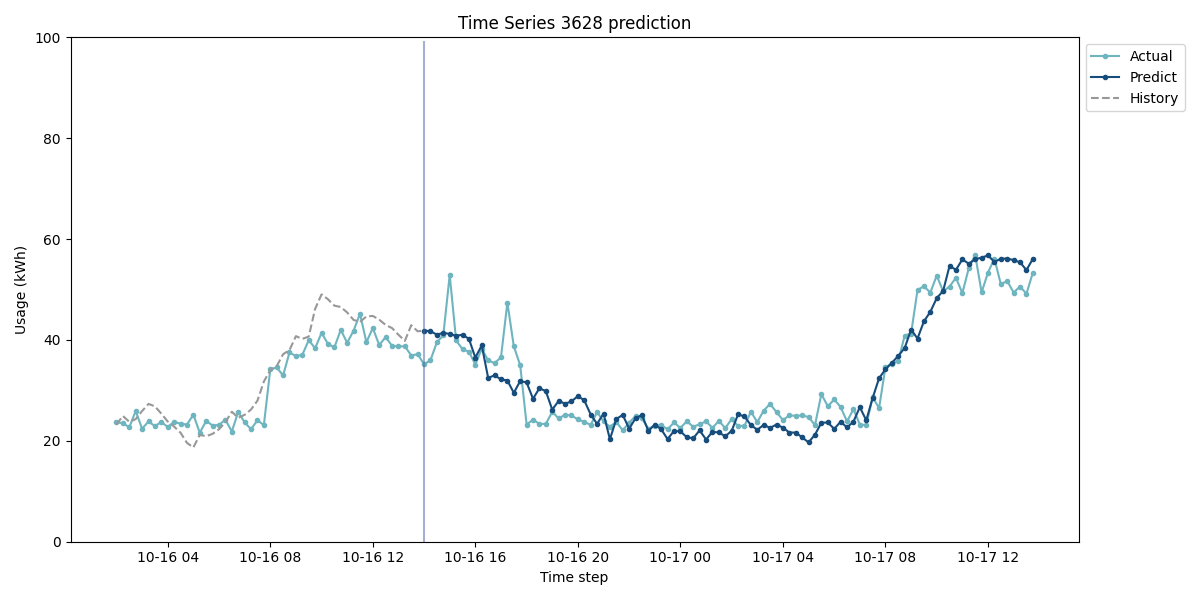 Time Series 3628 prediction
100
80
60
40
20
0
Usage (kWh)
10-16 04
10-16 08
10-16 12
10-16 16
10-16 20
10-17 00
10-17 04
10-17 08
10-17 12
Time step
Actual
Predict
History